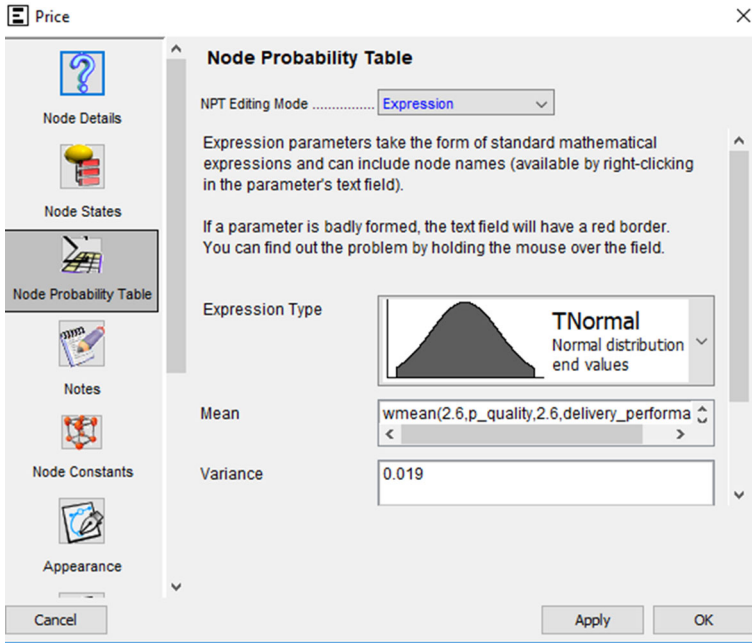 Price
Node Details
Node States
Node Probability Table
Notes
Node Constants
Appearance
Node Probability Table
NPT Editing Mode ............... Expression
Expression parameters take the form of standard mathematical
expressions and can include node names (available by right-clicking
in the parameter's text field).
If a parameter is badly formed, the text field will have a red border.
You can find out the problem by holding the mouse over the field.
Expression Type
TNormal
Normal distribution
end values
Mean
wmean(2.6,p_quality,2.6,delivery_performa
Variance
0.019
Cancel
Apply
OK